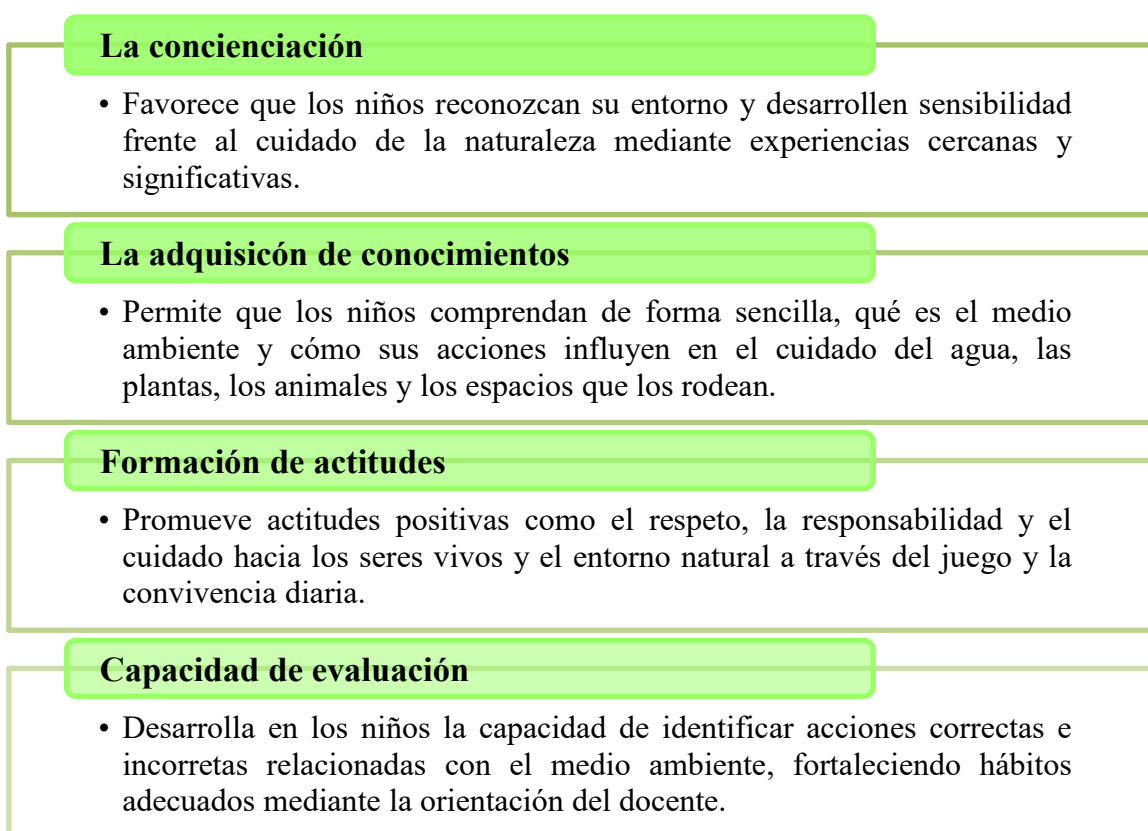 La concienciación
• Favorece que los niños reconozcan su entorno y desarrollen sensibilidad
frente al cuidado de la naturaleza mediante experiencias cercanas y
significativas.
La adquisicón de conocimientos
• Permite que los niños comprendan de forma sencilla, qué es el medio
ambiente y cómo sus acciones influyen en el cuidado del agua, las
plantas, los animales y los espacios que los rodean.
Formación de actitudes
• Promueve actitudes positivas como el respeto, la responsabilidad y el
cuidado hacia los seres vivos y el entorno natural a través del juego y la
convivencia diaria.
Capacidad de evaluación
• Desarrolla en los niños la capacidad de identificar acciones correctas e
incorretas relacionadas con el medio ambiente, fortaleciendo hábitos
adecuados mediante la orientación del docente.